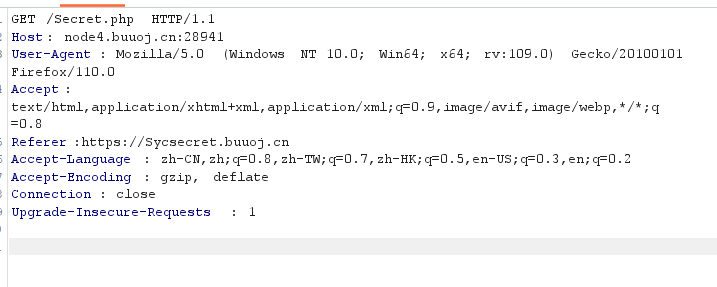 GET /Secret.php HTTP/1.1
Host: node4.buuoj.cn:28941
User-Agent : Mozilla/5.0 (Windows NT 10.0; Win64; x64; rv:109.0) Gecko/20100101
Firefox/110.0
Accept :
text/html,application/xhtml+xml,application/xml;q=0.9,image/avif,image/webp,*/*;q
=0.8
Referer :https://Sycsecret.buuoj.cn
Accept-Language : zh-CN,zh;q=0.8,zh-TW;q=0.7,zh-HK;q=0.5,en-US;q=0.3,en;q=0.2
Accept-Encoding : gzip, deflate
Connection : close
Upgrade-Insecure-Requests : 1